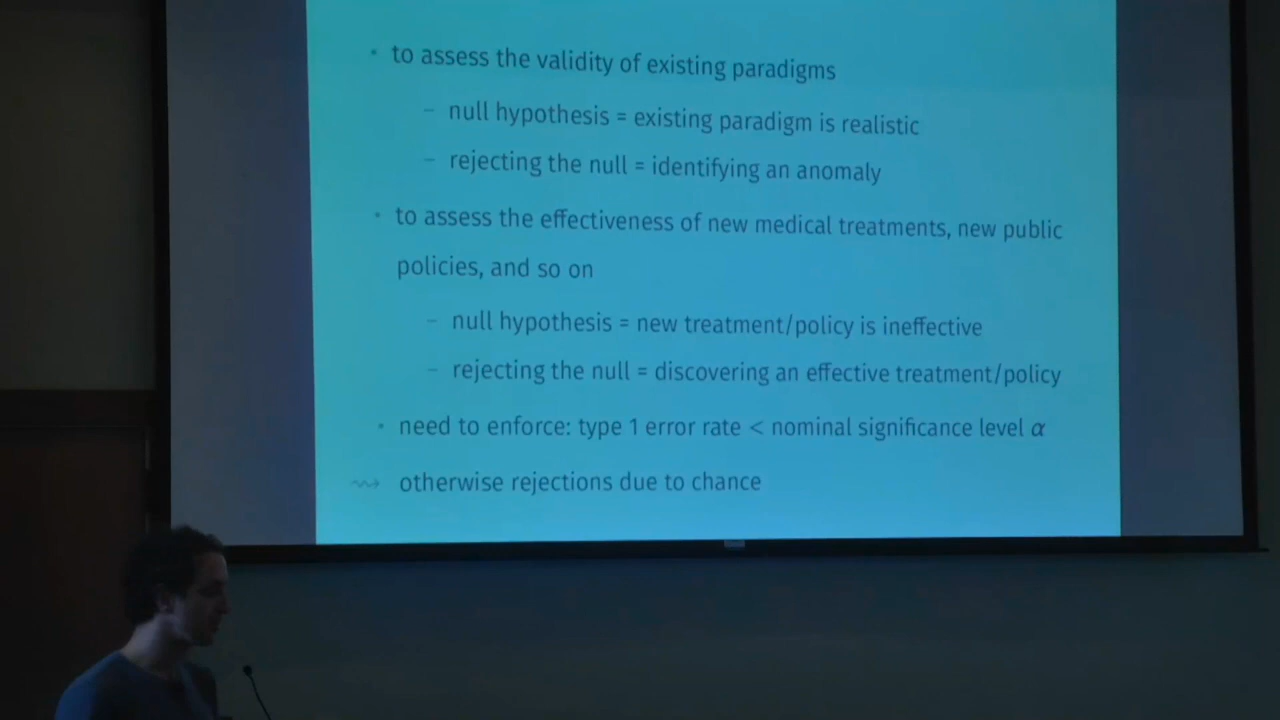 • to assess the validity of existing paradigms
– null hypothesis = existing paradigm is realistic
– rejecting the null = identifying an anomaly
• to assess the effectiveness of new medical treatments, new public
policies, and so on
– null hypothesis = new treatment/policy is ineffective
– rejecting the null = discovering an effective treatment/policy
• need to enforce: type 1 error rate < nominal significance level α
⇝ otherwise rejections due to chance